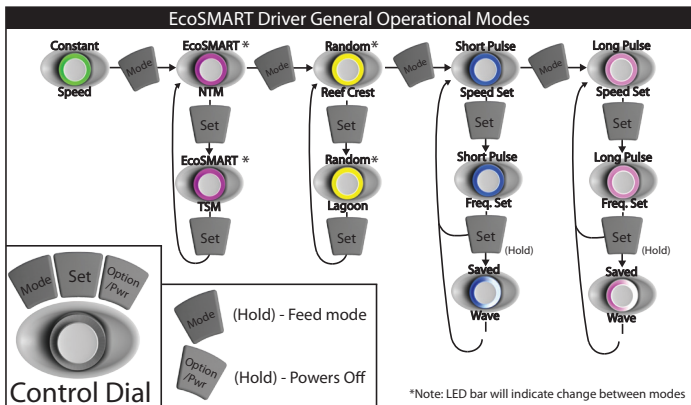 EcoSMART Driver General Operational Modes
Constant
Speed
Mode
EcoSMART *
NTM
Mode
Random*
Reef Crest
Mode
Short Pulse
Speed Set
Mode
Long Pulse
Speed Set
Set
Set
Set
Set
EcoSMART *
TSM
Random*
Lagoon
Short Pulse
Freq. Set
Long Pulse
Freq. Set
Set
Set
Set
(Hold)
Set
(Hold)
Saved
Wave
Saved
Wave
Mode
Set
Option
/Pwr
Control Dial
Mode
(Hold) - Feed mode
Option
/Pwr
(Hold) - Powers Off
*Note: LED bar will indicate change between modes